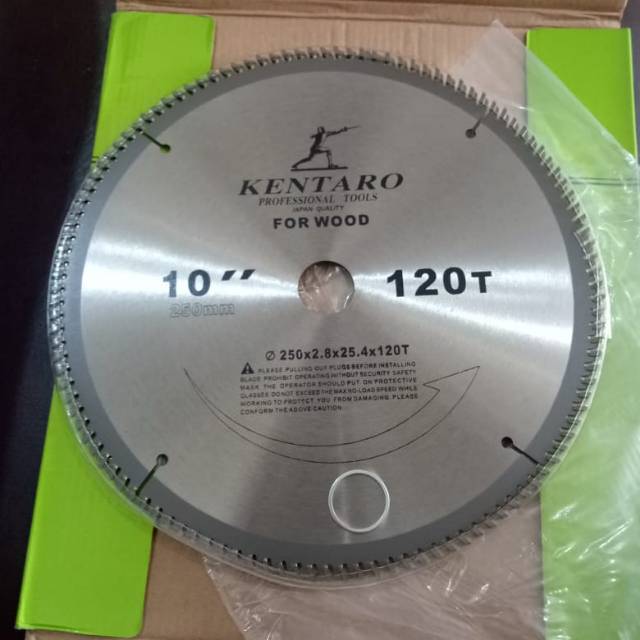 KENTARO
PROFESSIONAL TOOLS
JAPAN QUALITY
FOR WOOD
10″ 120T
250mm
Ø 250x2.8x25.4x120T
PLEASE PULLING OUT PLUGS BEFORE INSTALLING
BLADE PROHIBIT OPERATING WITHOUT SECURITY SAFETY
MASK THE OPERATOR SHOULD PUT ON PROTECTIVE
GLASSES DO NOT EXCEED THE MAXNO-LOAD SPEED WHILE
WORKING TO PROTECT YOU FROM DAMAGING. PLEASE
CONFORM THE ABOVE CAUTION